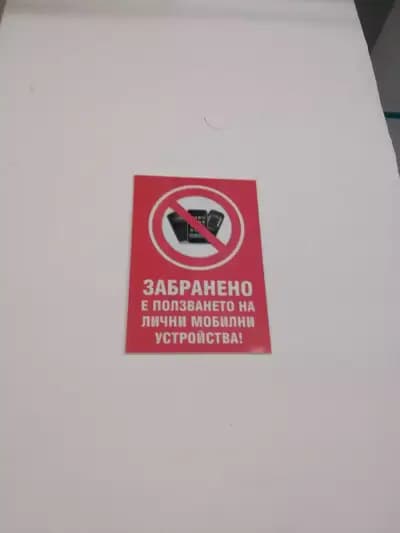 ЗАБРАНЕНО
Е ПОЛЗВАНЕТО НА
ЛИЧНИ МОБИЛНИ
УСТРОЙСТВА!